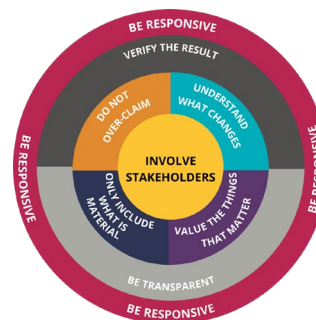 BE RESPONSIVE
VERIFY THE RESULT
DO NOT
OVER-CLAIM
UNDERSTAND
WHAT CHANGES
BE RESPONSIVE
INVOLVE
STAKEHOLDERS
BE RESPONSIVE
ONLY INCLUDE
WHAT IS
MATERIAL
VALUE THE THINGS
THAT MATTER
BE TRANSPARENT
BE RESPONSIVE